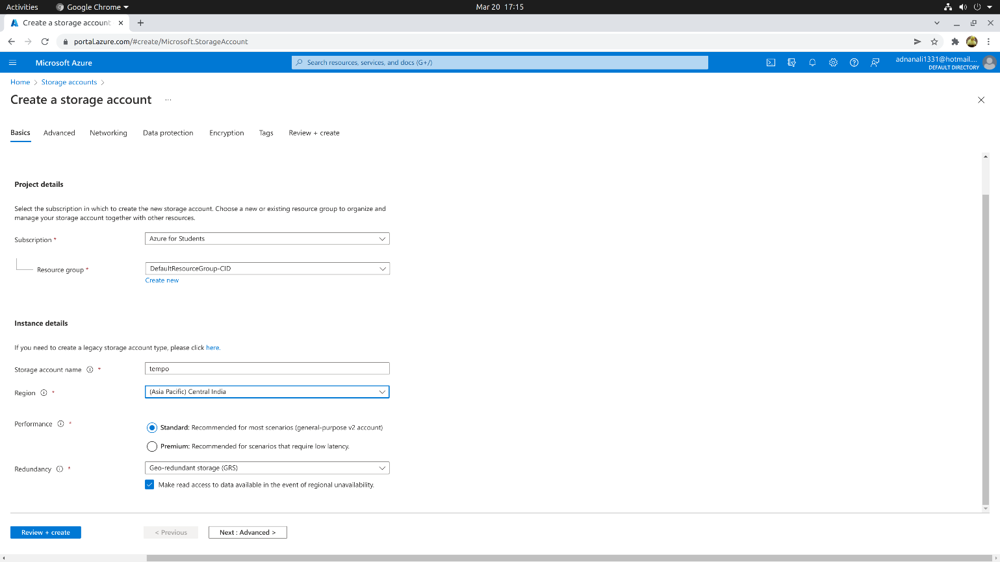 Activities Google Chrome Mar 20 17:15
Create a storage account
portal.azure.com/#create/Microsoft.StorageAccount
Microsoft Azure Search resources, services, and docs (G+/) adnanali1331@hotmail....
DEFAULT DIRECTORY
Home > Storage accounts >
Create a storage account ...
Basics Advanced Networking Data protection Encryption Tags Review + create
Project details
Select the subscription in which to create the new storage account. Choose a new or existing resource group to organize and
manage your storage account together with other resources.
Subscription * Azure for Students
Resource group * DefaultResourceGroup-CID
Create new
Instance details
If you need to create a legacy storage account type, please click here.
Storage account name * tempo
Region * (Asia Pacific) Central India
Performance * Standard: Recommended for most scenarios (general-purpose v2 account)
Premium: Recommended for scenarios that require low latency.
Redundancy * Geo-redundant storage (GRS)
Make read access to data available in the event of regional unavailability.
Review + create < Previous Next : Advanced >